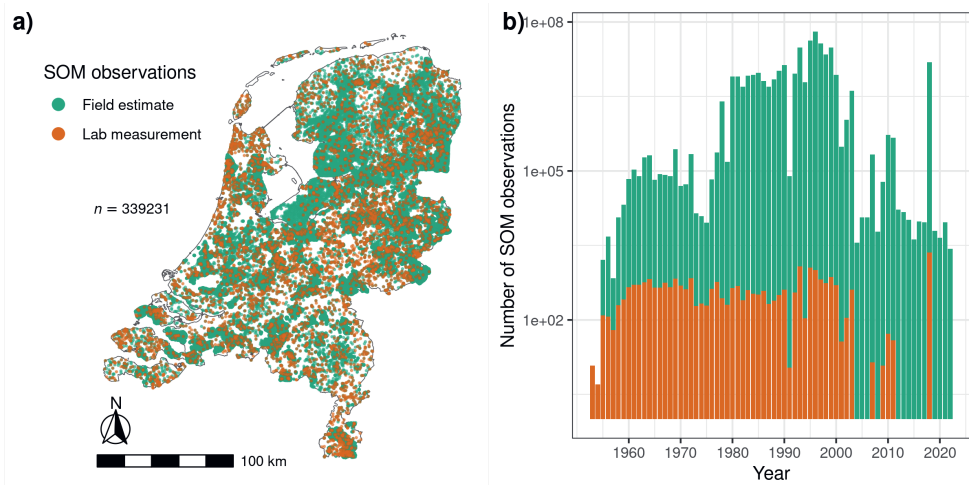 a)
SOM observations
Field estimate
Lab measurement
n = 339231
N
100 km
b)
1e+08
1e+05
1e+02
Number of SOM observations
1960 1970 1980 1990 2000 2010 2020
Year